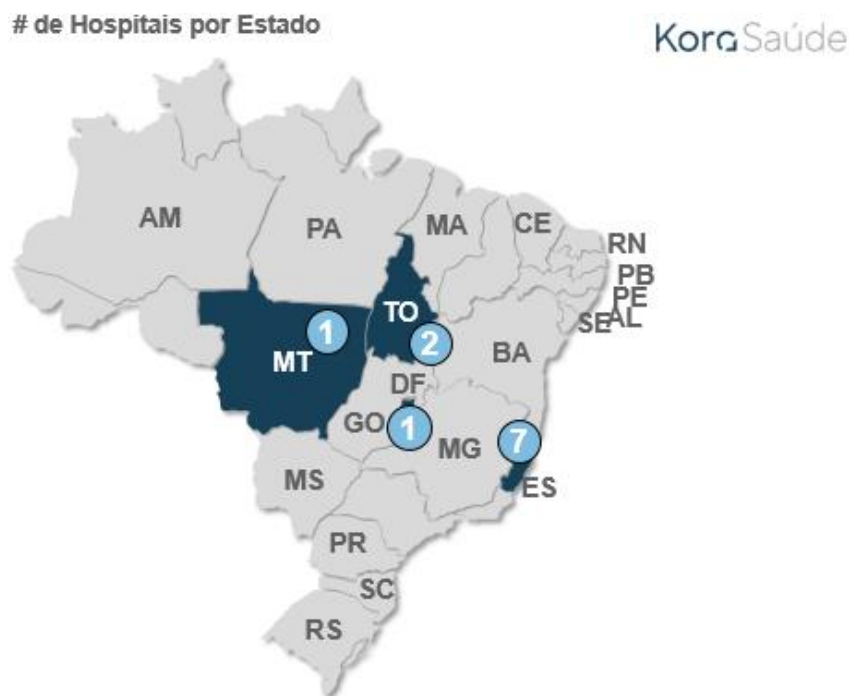 # de Hospitais por Estado
Kora Saúde
AM
PA
MA
CE
RN
PB
PE
AL
SE
TO
1
2
MT
BA
DF
GO
1
7
MG
ES
MS
PR
SC
RS